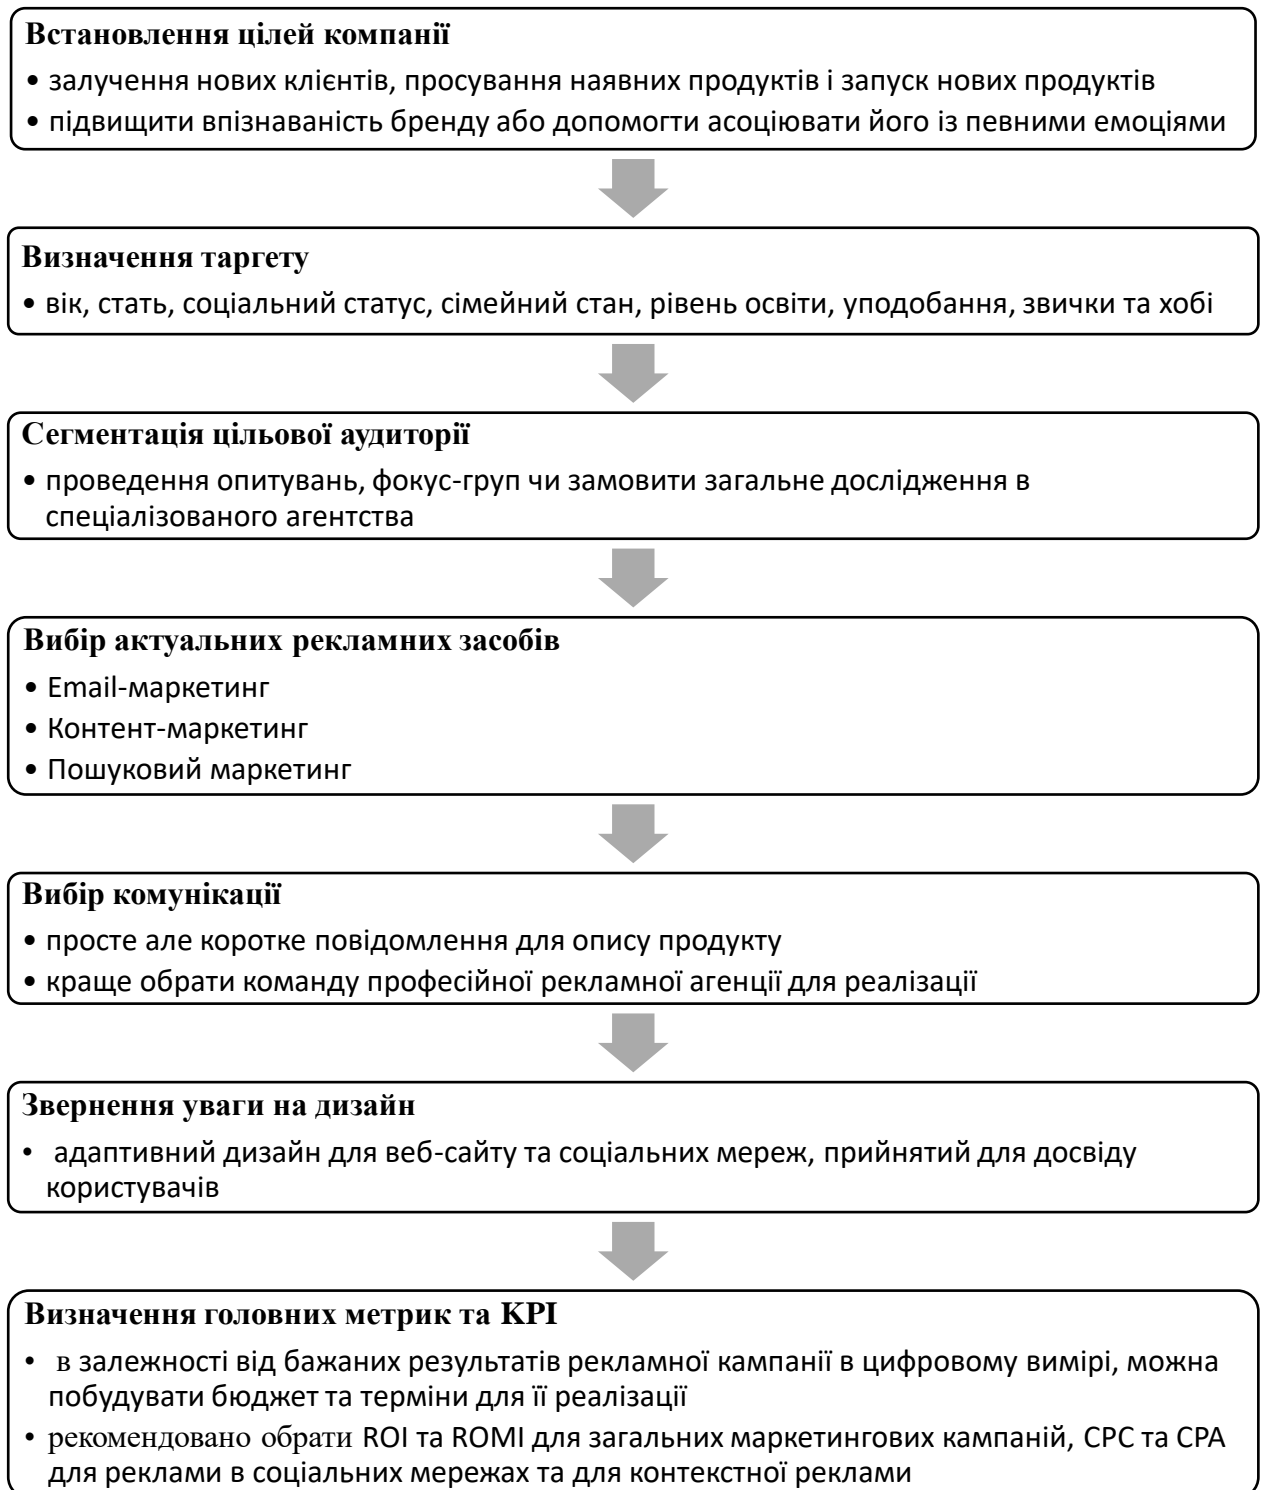 Встановлення цілей компанії
• залучення нових клієнтів, просування наявних продуктів і запуск нових продуктів
• підвищити впізнаваність бренду або допомогти асоціювати його із певними емоціями
Визначення таргету
• вік, стать, соціальний статус, сімейний стан, рівень освіти, уподобання, звички та хобі
Сегментація цільової аудиторії
• проведення опитувань, фокус-груп чи замовити загальне дослідження в
спеціалізованого агентства
Вибір актуальних рекламних засобів
• Email-маркетинг
• Контент-маркетинг
• Пошуковий маркетинг
Вибір комунікації
• просте але коротке повідомлення для опису продукту
• краще обрати команду професійної рекламної агенції для реалізації
Звернення уваги на дизайн
• адаптивний дизайн для веб-сайту та соціальних мереж, прийнятий для досвіду
користувачів
Визначення головних метрик та KPI
• в залежності від бажаних результатів рекламної кампанії в цифровому вимірі, можна
побудувати бюджет та терміни для її реалізації
• рекомендовано обрати ROI та ROMI для загальних маркетингових кампаній, CPC та CPA
для реклами в соціальних мережах та для контекстної реклами